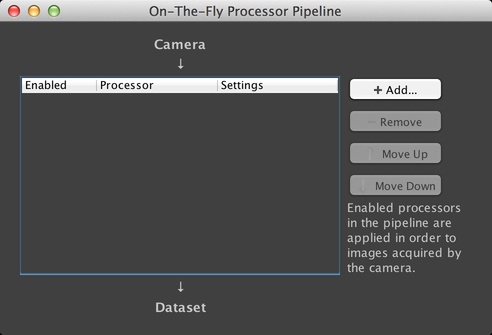 On-The-Fly Processor Pipeline
Camera
↓
Enabled Processor Settings
+ Add...
− Remove
↑ Move Up
↓ Move Down
Enabled processors
in the pipeline are
applied in order to
images acquired by
the camera.
↓
Dataset